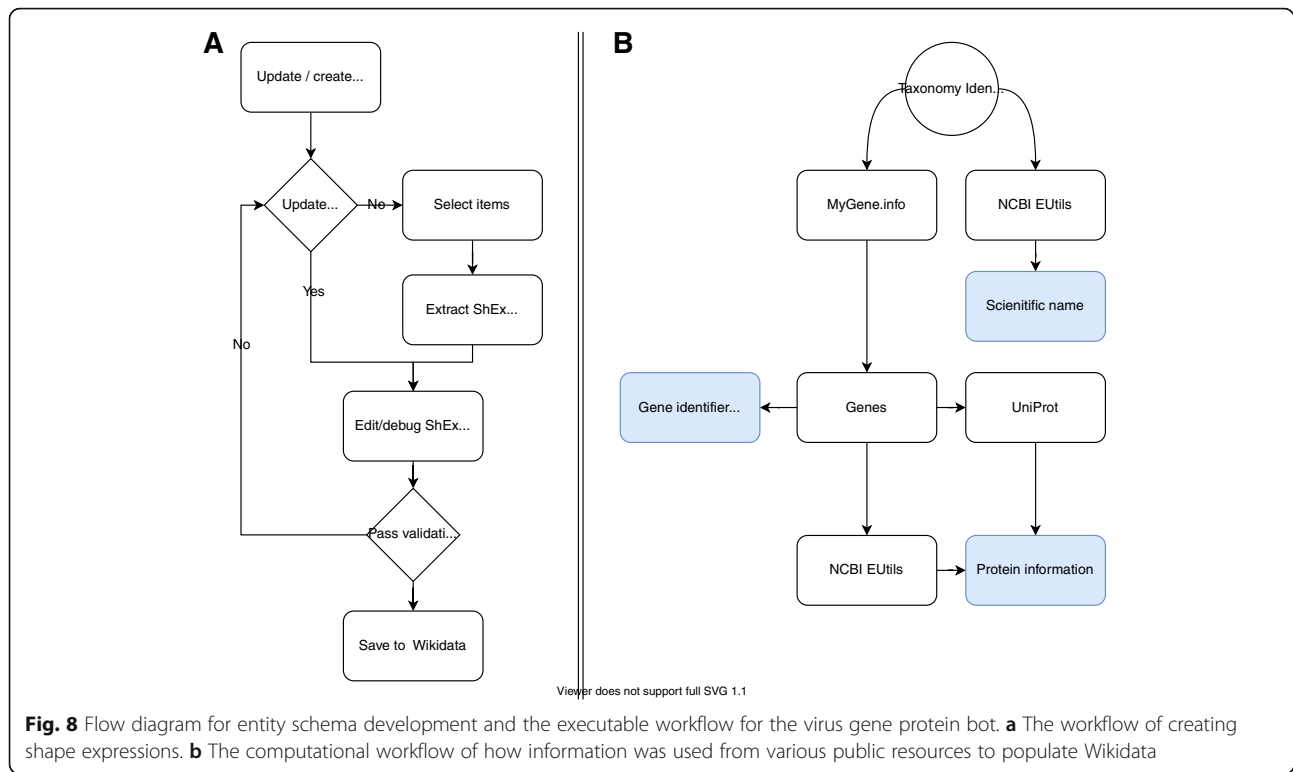 A
Update / create...
Update...
No
Select items
Yes
Extract ShEx...
No
Edit/debug ShEx...
Pass validati...
Save to Wikidata
B
Taxonomy Iden...
MyGene.info
NCBI EUtils
Scienitific name
Gene identifier...
Genes
UniProt
NCBI EUtils
Protein information
Viewer does not support full SVG 1.1
Fig. 8 Flow diagram for entity schema development and the executable workflow for the virus gene protein bot. a The workflow of creating
shape expressions. b The computational workflow of how information was used from various public resources to populate Wikidata